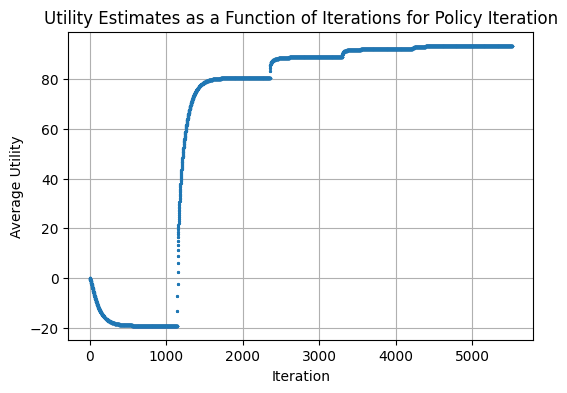 Utility Estimates as a Function of Iterations for Policy Iteration
Average Utility
80
60
40
20
0
−20
0 1000 2000 3000 4000 5000
Iteration